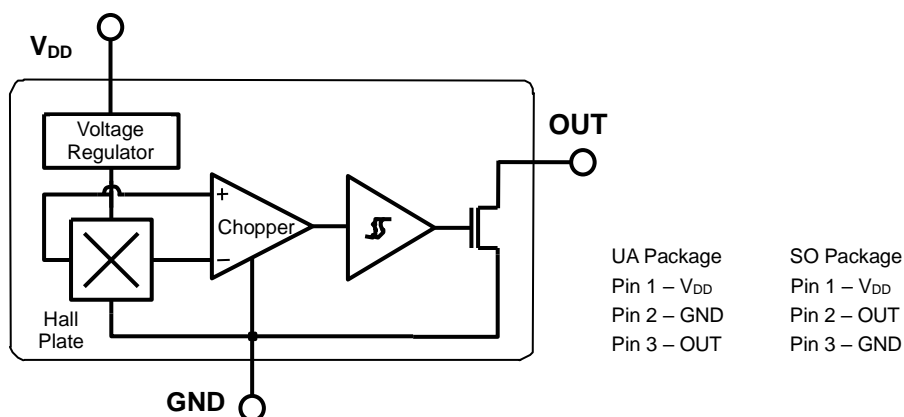 VDD
OUT
Voltage
Regulator
+
Chopper
−
Hall
Plate
GND
UA Package
Pin 1 – VDD
Pin 2 – GND
Pin 3 – OUT
SO Package
Pin 1 – VDD
Pin 2 – OUT
Pin 3 – GND